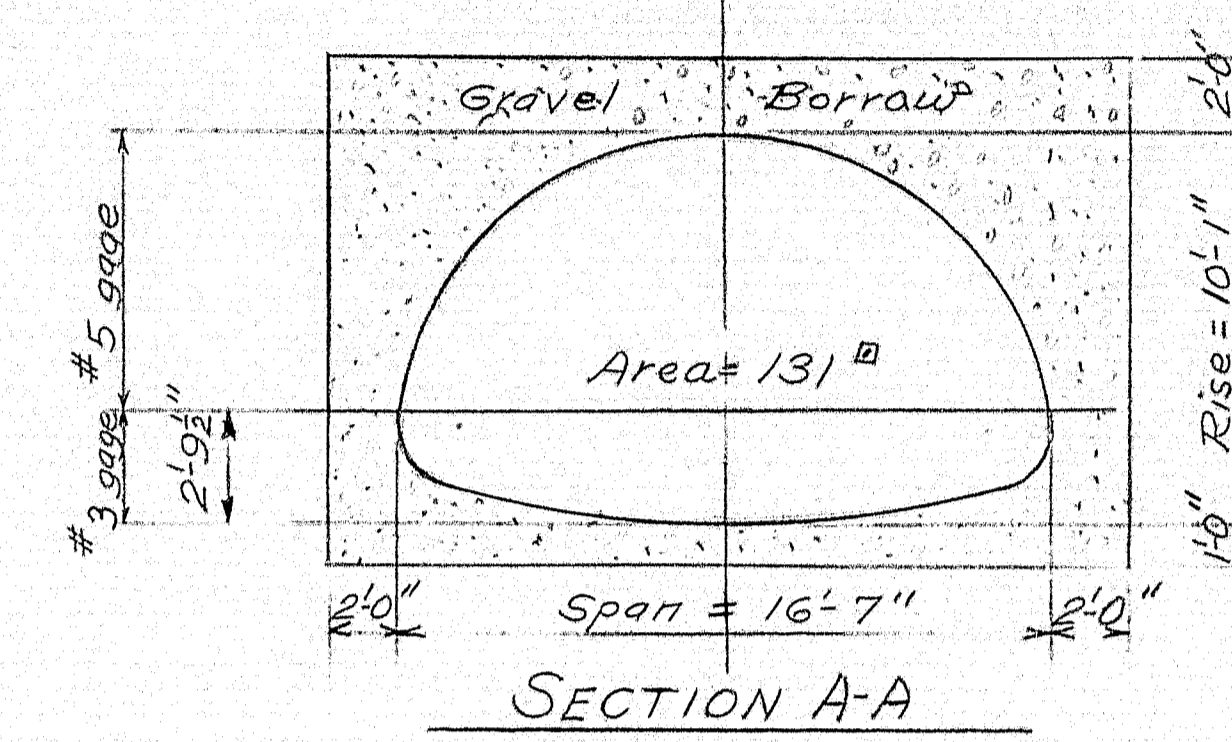 Gravel Borrow
2'-0"
# 5 gage
Rise = 10'-1"
Area = 131 ⊡
# 3 gage
2'-9½"
1'-0"
2'-0"
Span = 16'-7"
2'-0"
SECTION A-A